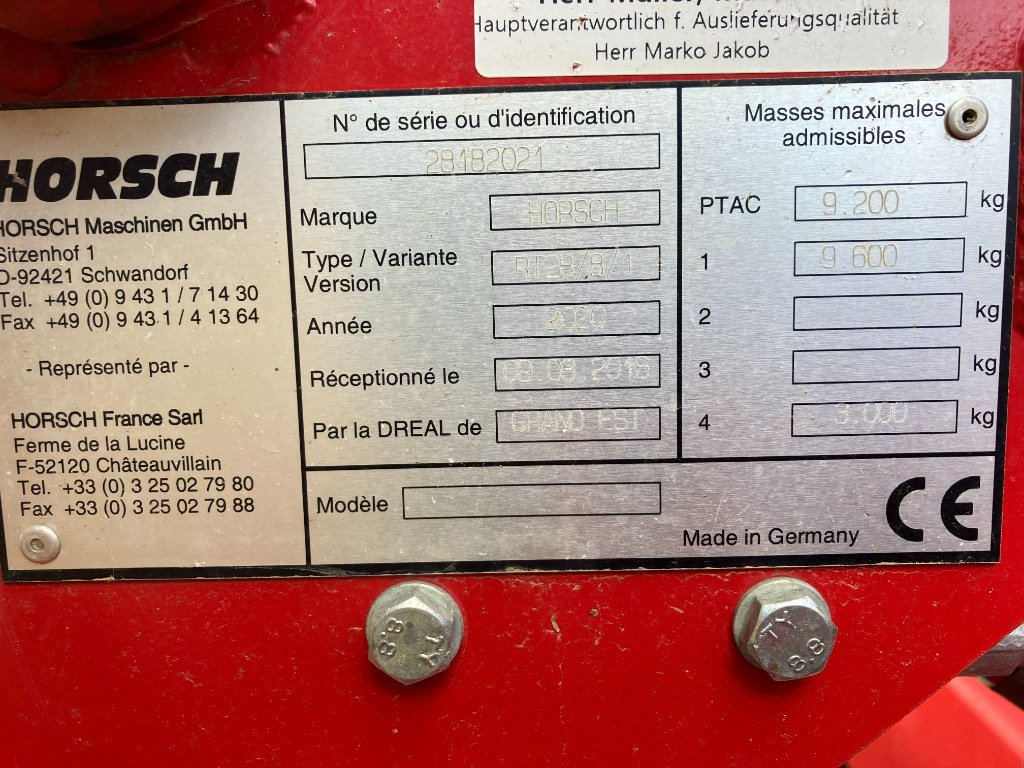 Hauptverantwortlich f. Auslieferungsqualität
Herr Marko Jakob
HORSCH
HORSCH Maschinen GmbH
Sitzenhof 1
D-92421 Schwandorf
Tel. +49 (0) 9 43 1 / 7 14 30
Fax +49 (0) 9 43 1 / 4 13 64
- Représenté par -
HORSCH France Sarl
Ferme de la Lucine
F-52120 Châteauvillain
Tel. +33 (0) 3 25 02 79 80
Fax +33 (0) 3 25 02 79 88
N° de série ou d'identification
28182021
Marque HORSCH
Type / Variante
Version RT2B/8/1
Année 2020
Réceptionné le
Par la DREAL de GRAND EST
Modèle
Masses maximales
admissibles
PTAC 9.200 kg
1 9.600 kg
2 kg
3 kg
4 3.000 kg
Made in Germany CE
8.8 TY
TY 8.8